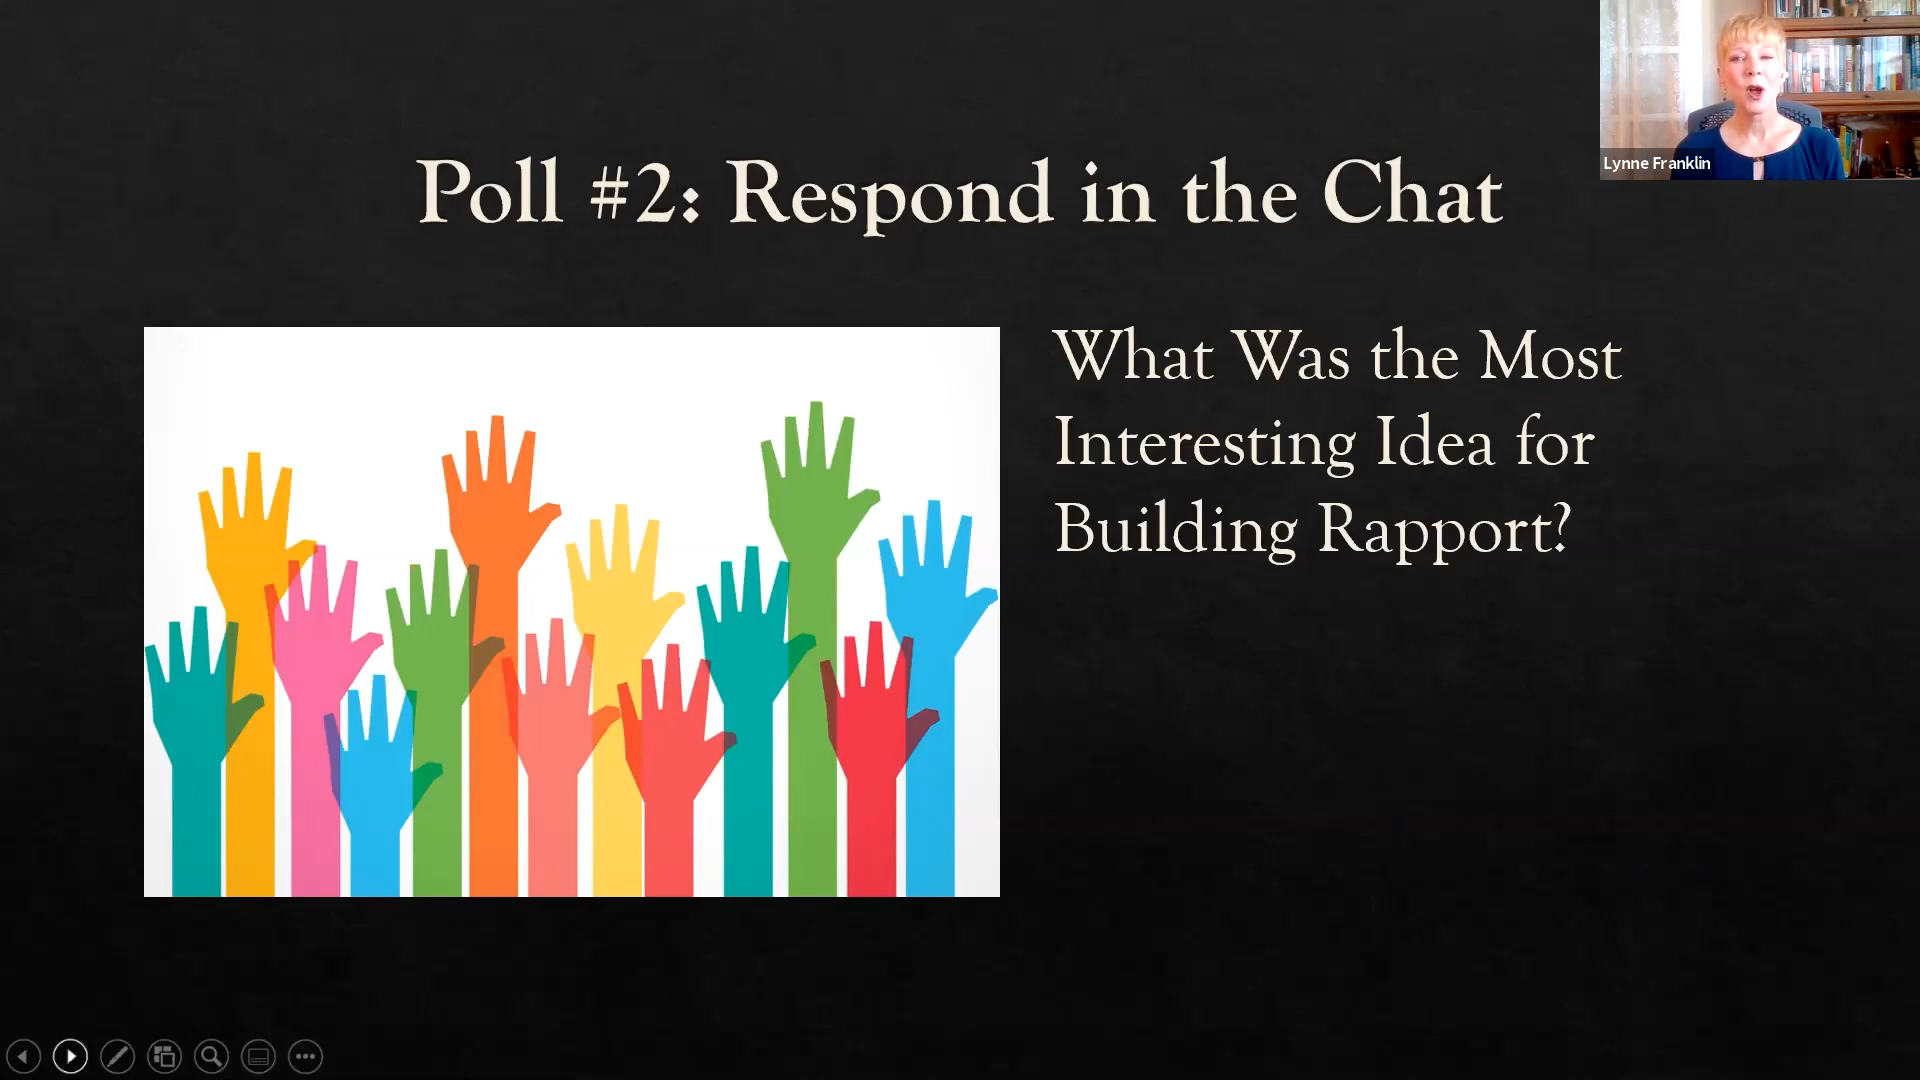 Lynne Franklin
Poll #2: Respond in the Chat
What Was the Most
Interesting Idea for
Building Rapport?